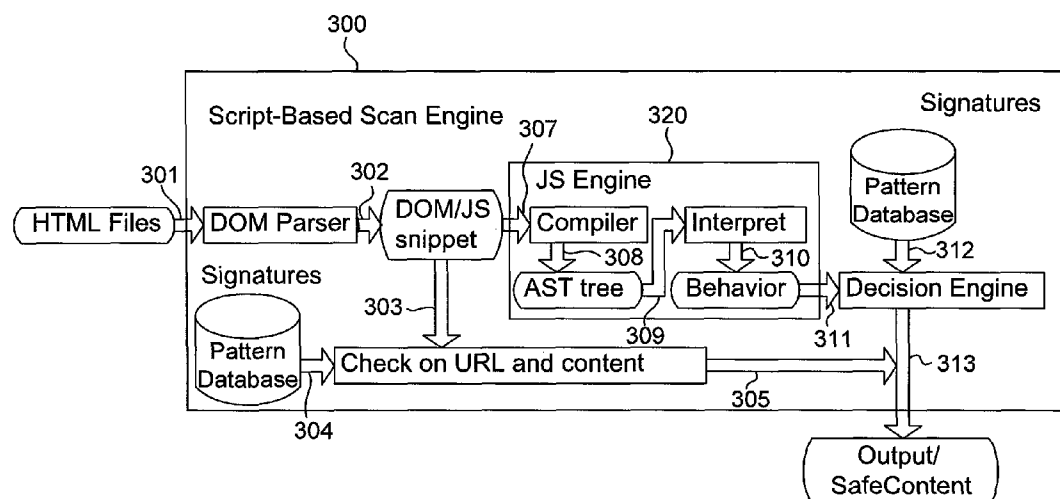 300
Script-Based Scan Engine
Signatures
307
320
301
302
JS Engine
HTML Files
DOM Parser
DOM/JS
snippet
Compiler
Interpret
Pattern
Database
308
310
312
Signatures
303
AST tree
Behavior
Decision Engine
309
311
Pattern
Database
Check on URL and content
313
304
305
Output/
SafeContent